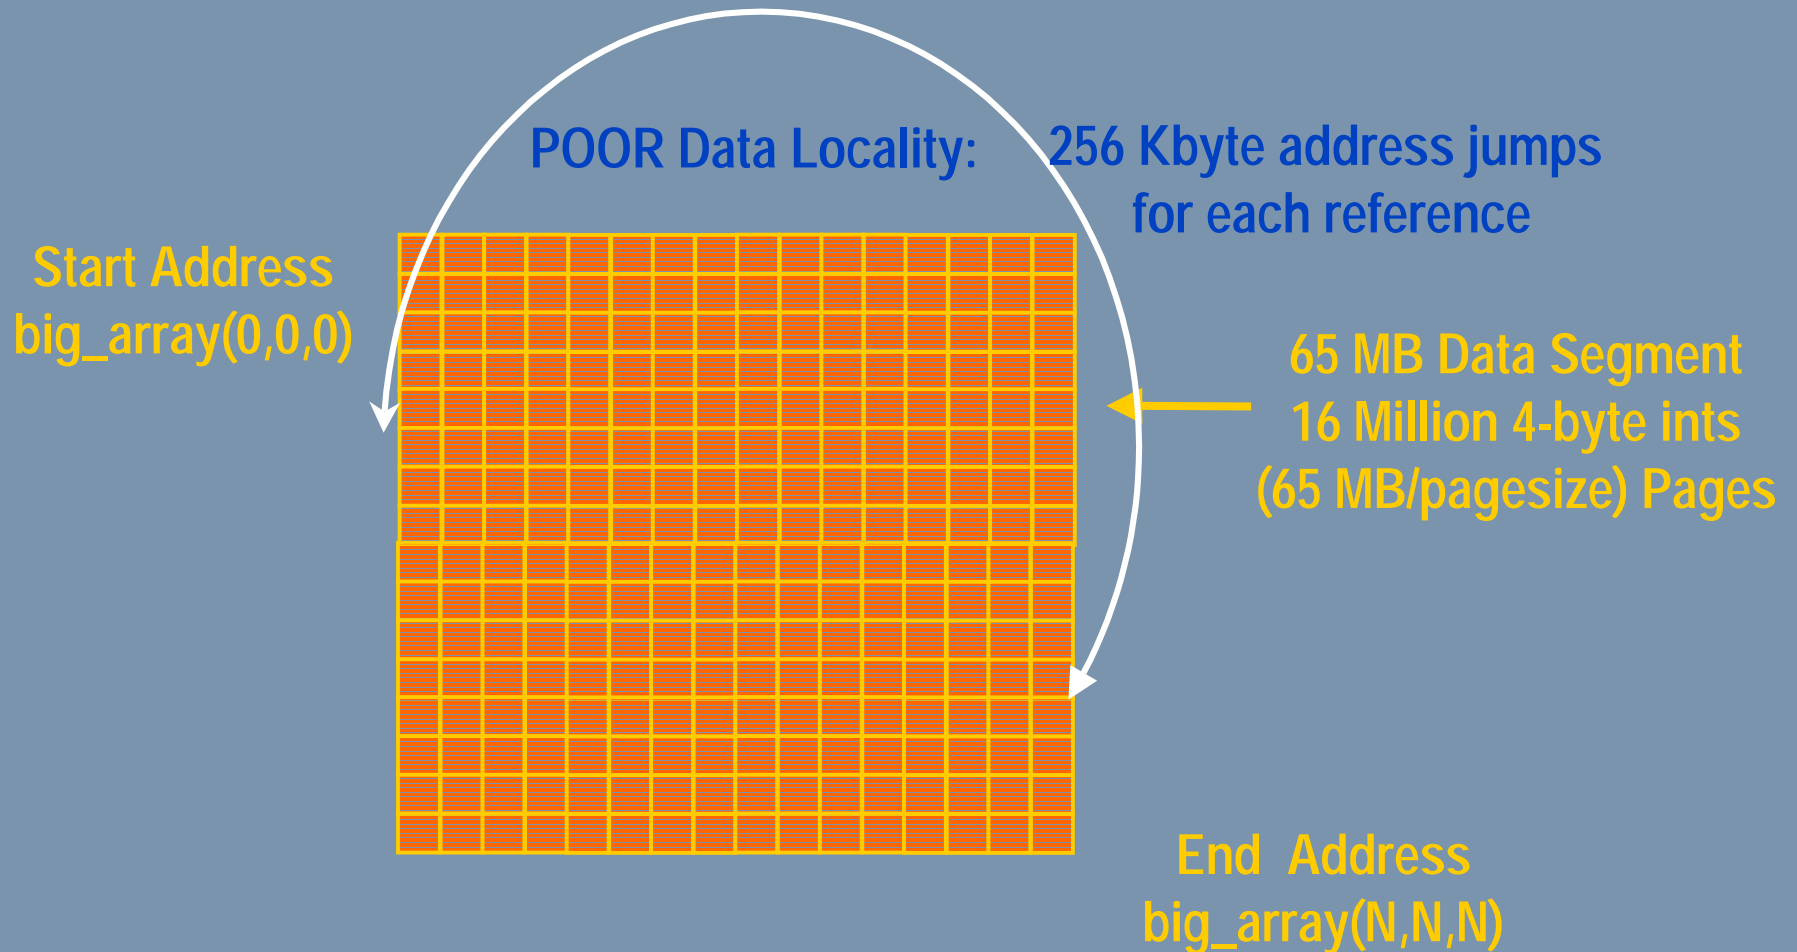 POOR Data Locality: 256 Kbyte address jumps
for each reference
Start Address
big_array(0,0,0)
65 MB Data Segment
16 Million 4-byte ints
(65 MB/pagesize) Pages
End Address
big_array(N,N,N)